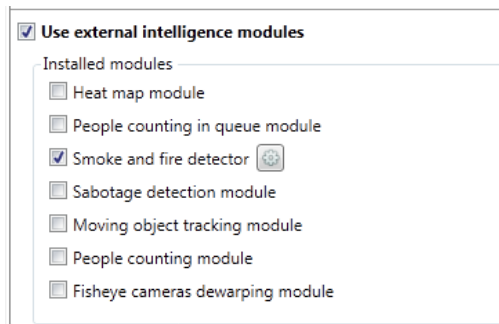 Use external intelligence modules
Installed modules
Heat map module
People counting in queue module
Smoke and fire detector
Sabotage detection module
Moving object tracking module
People counting module
Fisheye cameras dewarping module